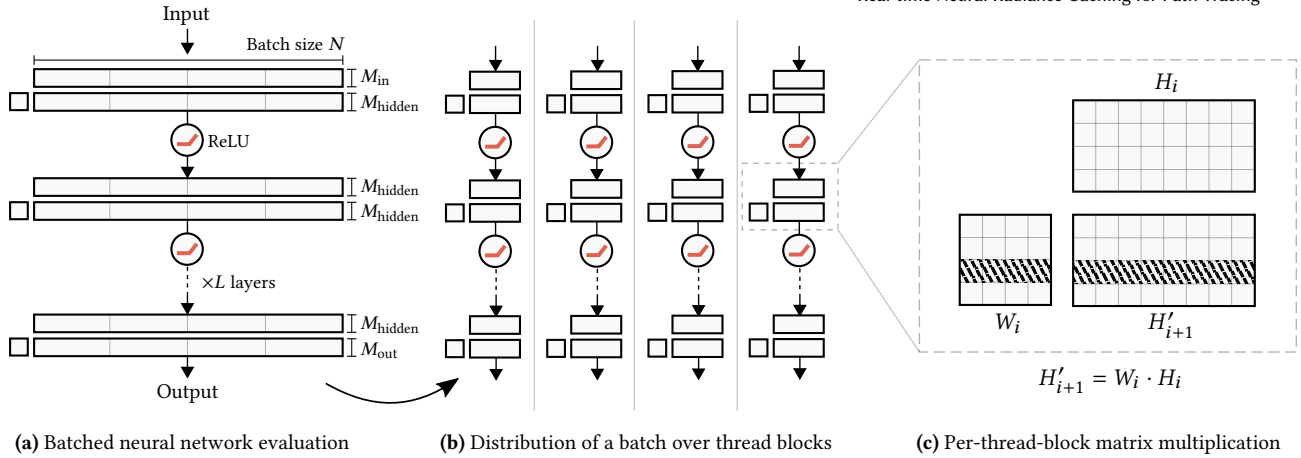 Real-time Neural Radiance Caching for Path Tracing
Input
Batch size N
M_in
M_hidden
ReLU
M_hidden
M_hidden
×L layers
M_hidden
M_out
Output
H_i
W_i
H'_{i+1}
H'_{i+1} = W_i · H_i
(a) Batched neural network evaluation
(b) Distribution of a batch over thread blocks
(c) Per-thread-block matrix multiplication